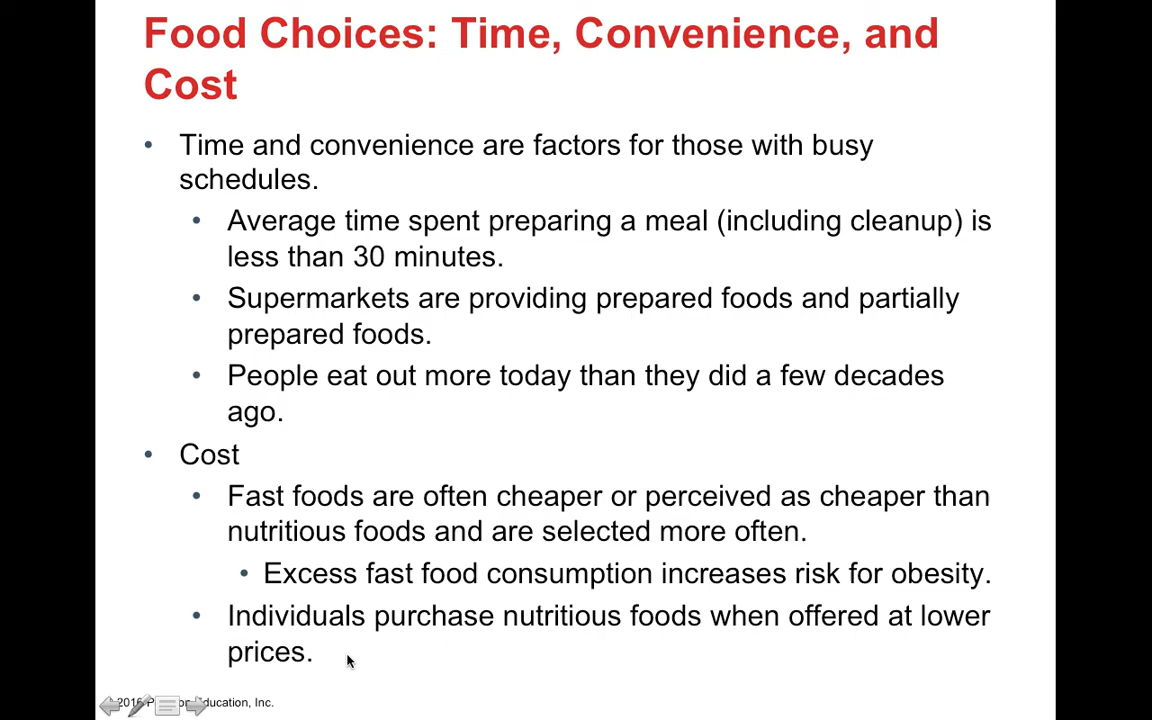 Food Choices: Time, Convenience, and
Cost
• Time and convenience are factors for those with busy
schedules.
• Average time spent preparing a meal (including cleanup) is
less than 30 minutes.
• Supermarkets are providing prepared foods and partially
prepared foods.
• People eat out more today than they did a few decades
ago.
• Cost
• Fast foods are often cheaper or perceived as cheaper than
nutritious foods and are selected more often.
• Excess fast food consumption increases risk for obesity.
• Individuals purchase nutritious foods when offered at lower
prices.
2016 Inc.